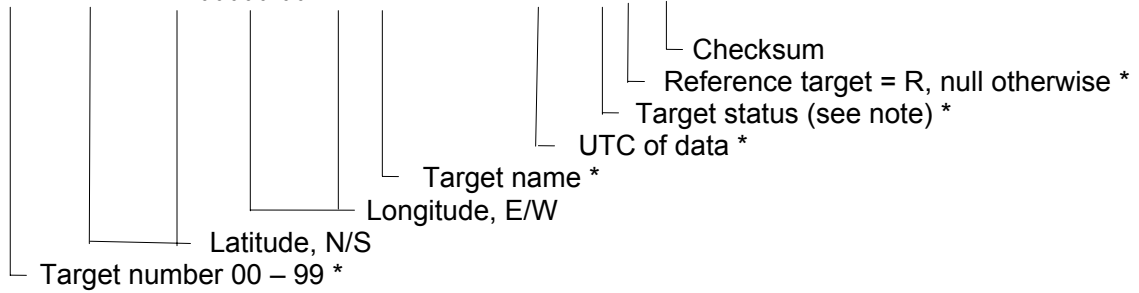 Checksum
Reference target = R, null otherwise *
Target status (see note) *
UTC of data *
Target name *
Longitude, E/W
Latitude, N/S
Target number 00 – 99 *